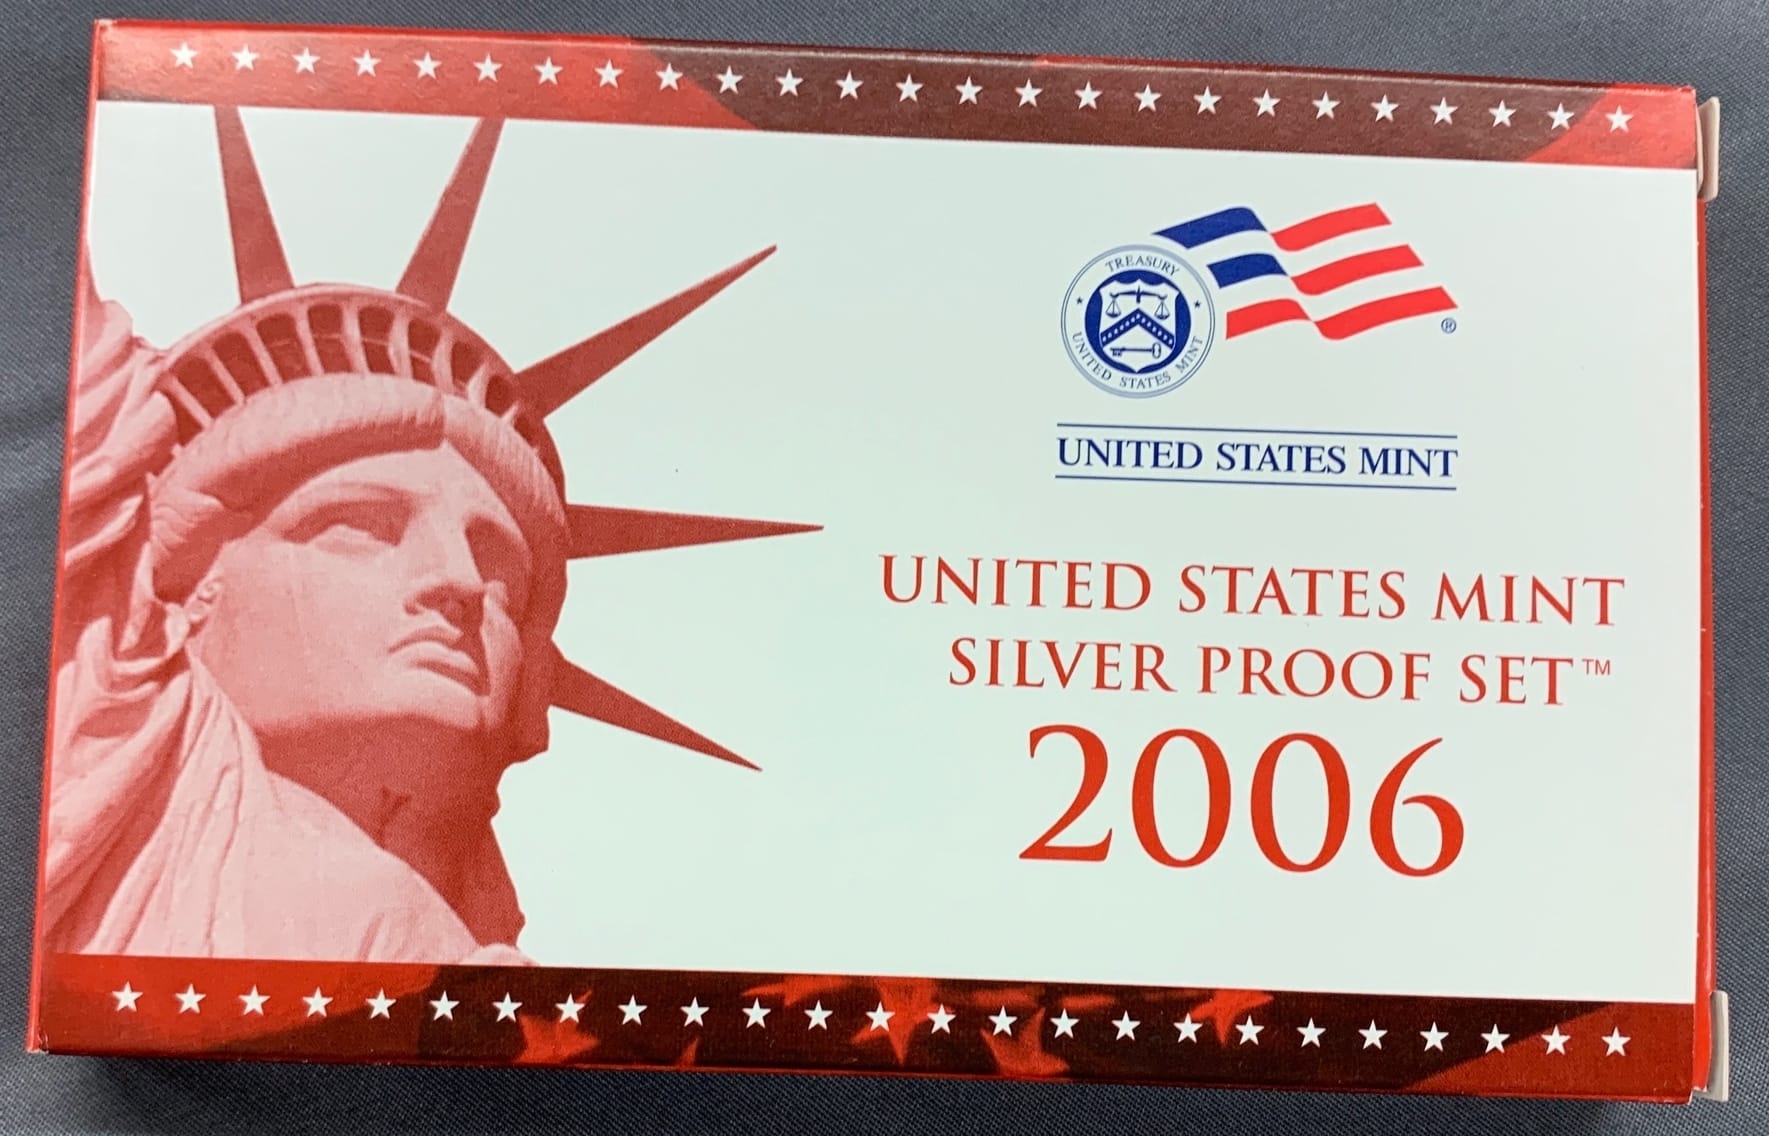 TREASURY
UNITED STATES MINT
®
UNITED STATES MINT
UNITED STATES MINT
SILVER PROOF SET™
2006